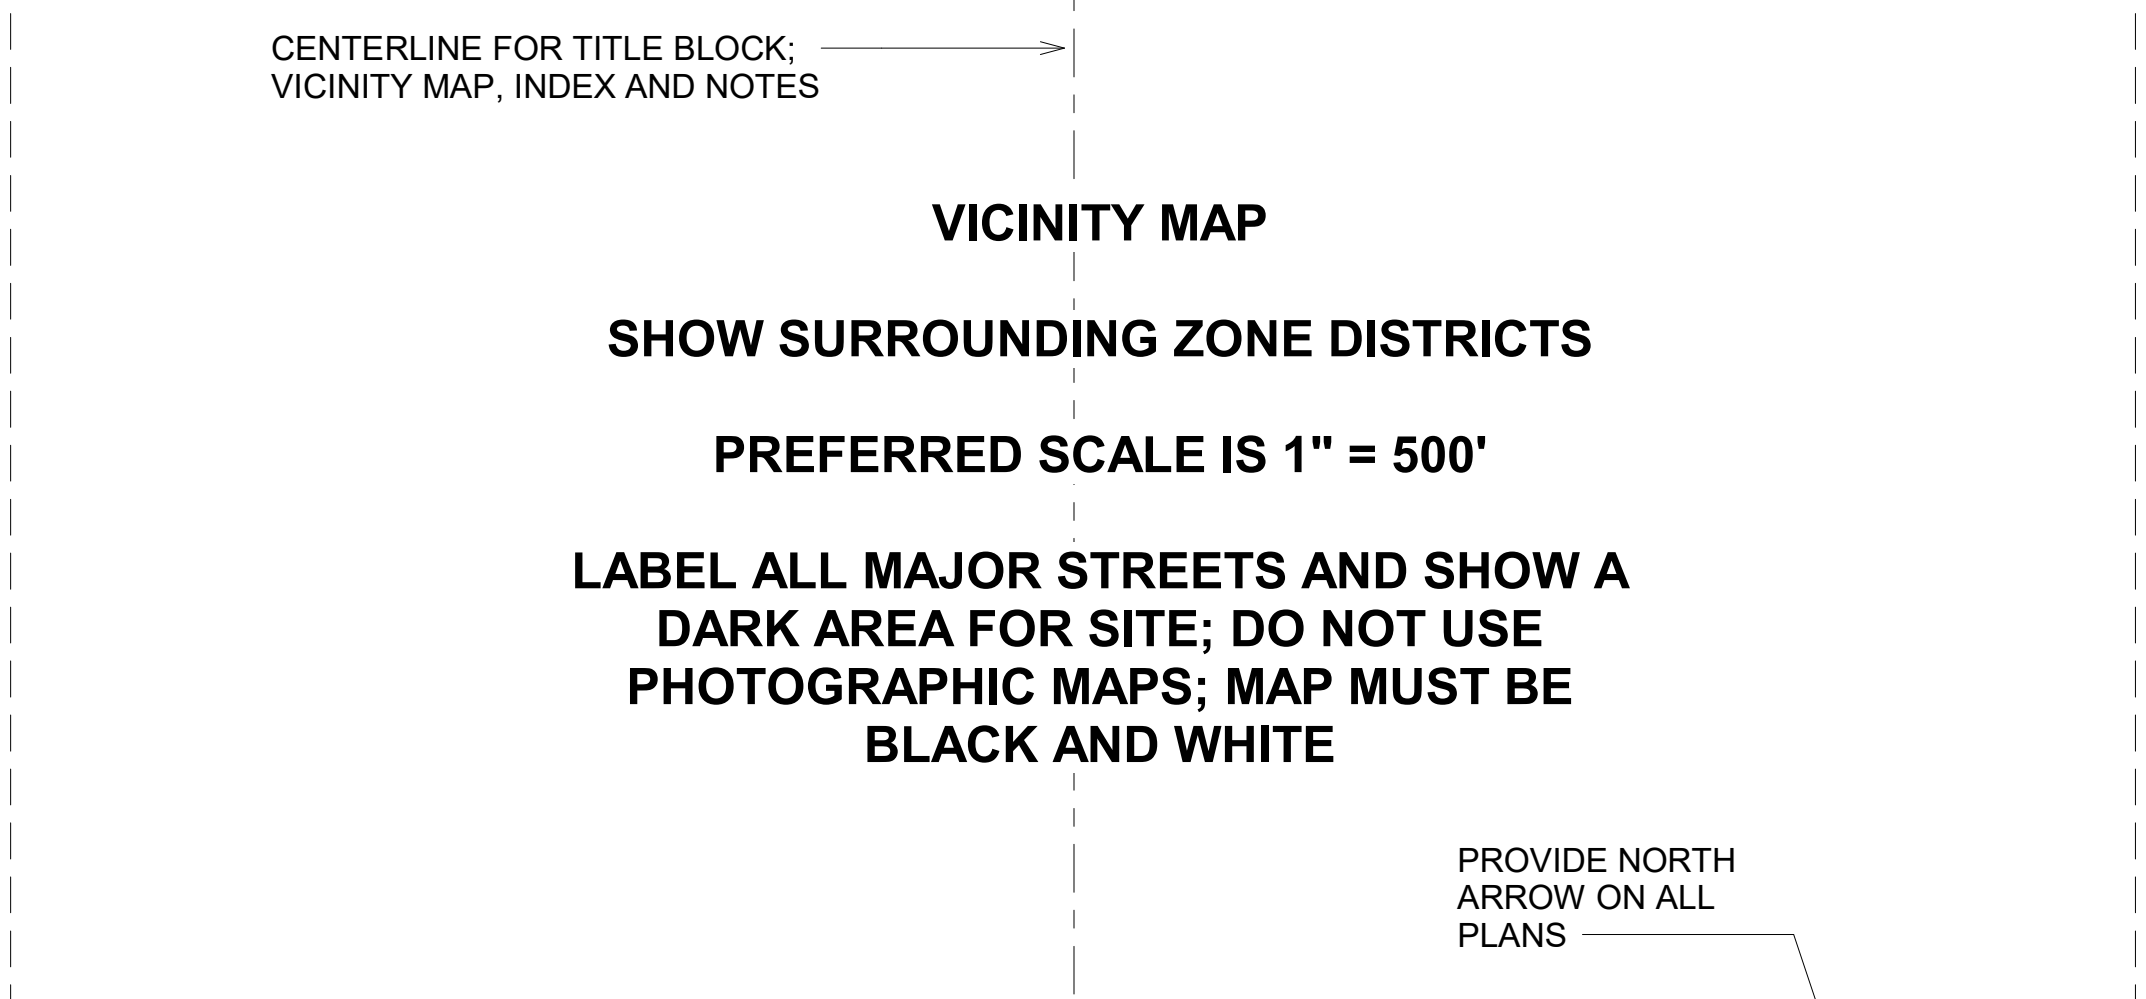 CENTERLINE FOR TITLE BLOCK;
VICINITY MAP, INDEX AND NOTES
VICINITY MAP
SHOW SURROUNDING ZONE DISTRICTS
PREFERRED SCALE IS 1" = 500'
LABEL ALL MAJOR STREETS AND SHOW A
DARK AREA FOR SITE; DO NOT USE
PHOTOGRAPHIC MAPS; MAP MUST BE
BLACK AND WHITE
PROVIDE NORTH
ARROW ON ALL
PLANS